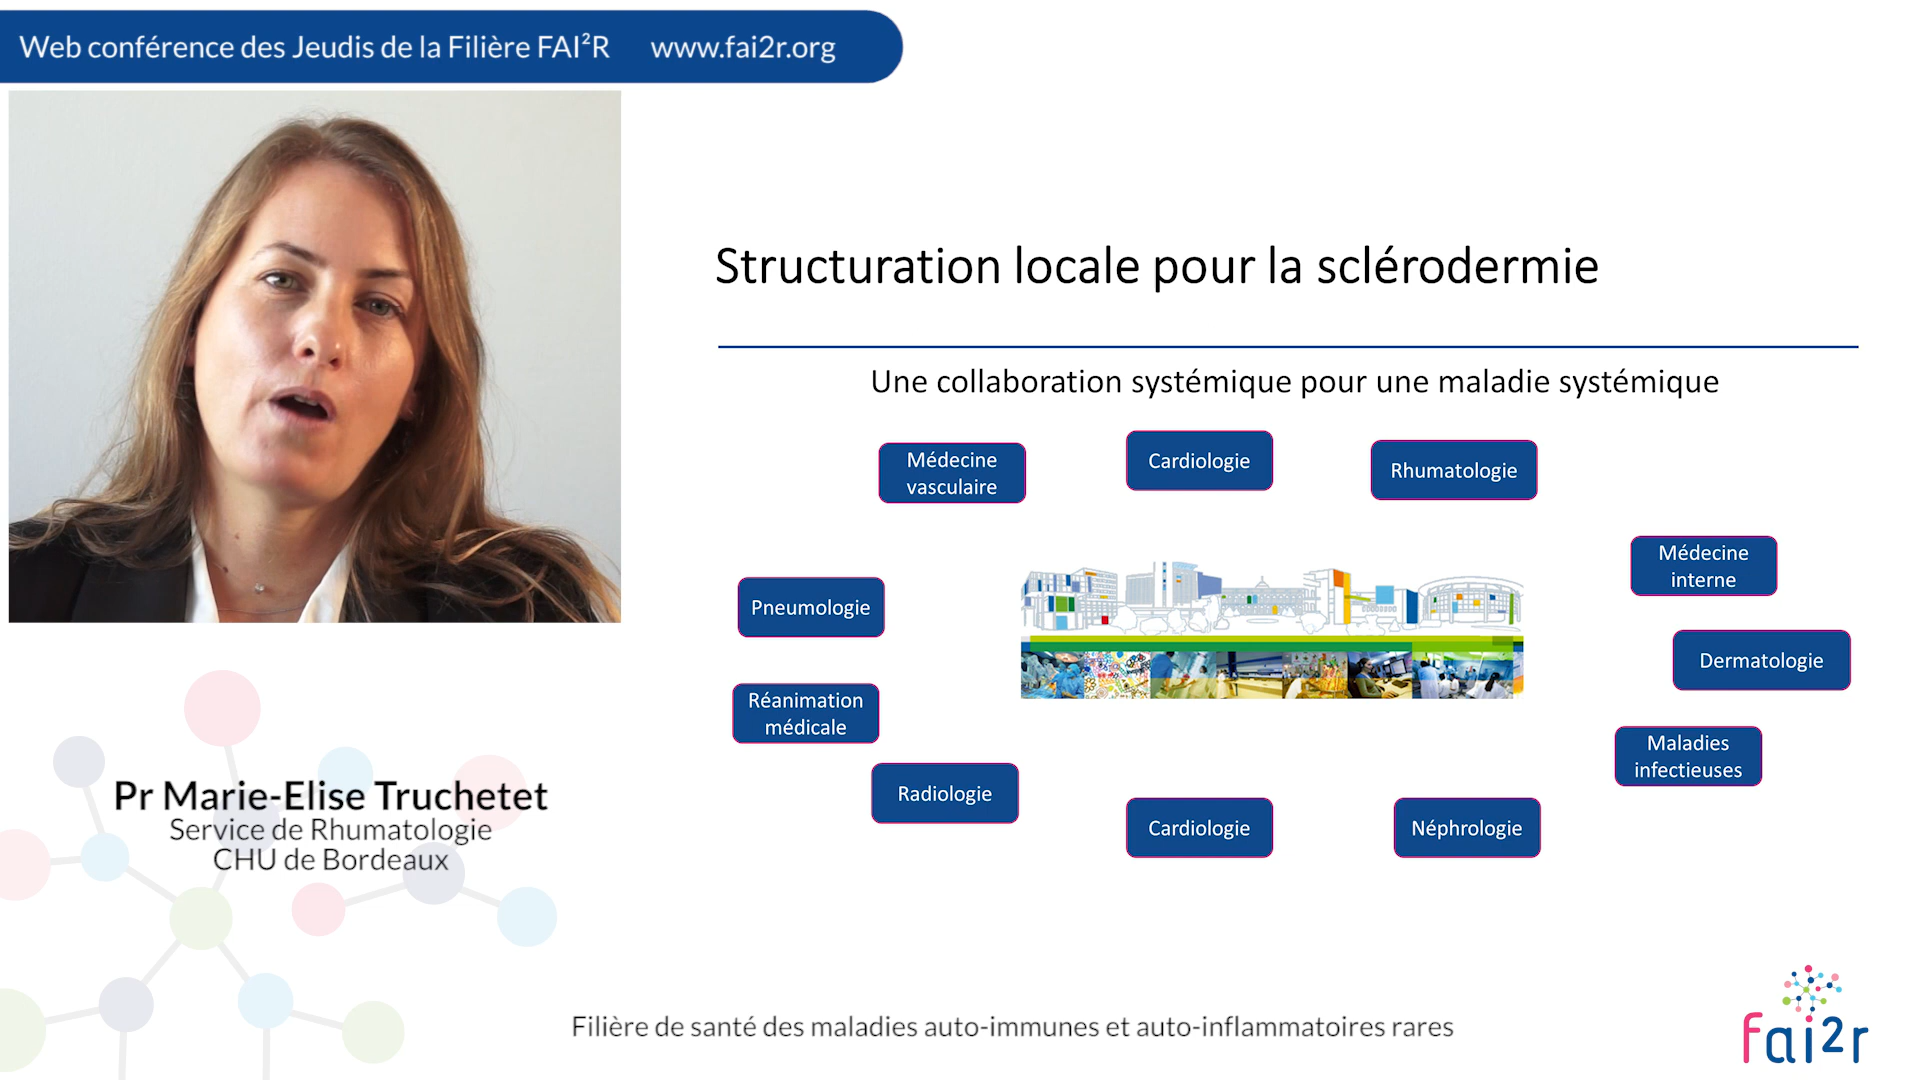 Web conférence des Jeudis de la Filière FAI²R www.fai2r.org
Structuration locale pour la sclérodermie
Une collaboration systémique pour une maladie systémique
Médecine
vasculaire
Cardiologie
Rhumatologie
Médecine
interne
Pneumologie
Dermatologie
Réanimation
médicale
Maladies
infectieuses
Radiologie
Cardiologie
Néphrologie
Pr Marie-Elise Truchetet
Service de Rhumatologie
CHU de Bordeaux
Filière de santé des maladies auto-immunes et auto-inflammatoires rares
fai2r